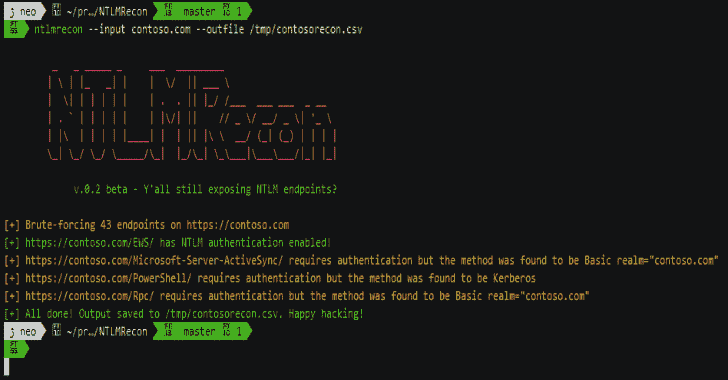 j neo ~/pr…/NTLMRecon master 1
ntlmrecon --input contoso.com --outfile /tmp/contosorecon.csv
NTLMRecon
v.0.2 beta - Y'all still exposing NTLM endpoints?
[+] Brute-forcing 43 endpoints on https://contoso.com
[+] https://contoso.com/EWS/ has NTLM authentication enabled!
[+] https://contoso.com/Microsoft-Server-ActiveSync/ requires authentication but the method was found to be Basic realm="contoso.com"
[+] https://contoso.com/PowerShell/ requires authentication but the method was found to be Kerberos
[+] https://contoso.com/Rpc/ requires authentication but the method was found to be Basic realm="contoso.com"
[+] All done! Output saved to /tmp/contosorecon.csv. Happy hacking!
j neo ~/pr…/NTLMRecon master 1